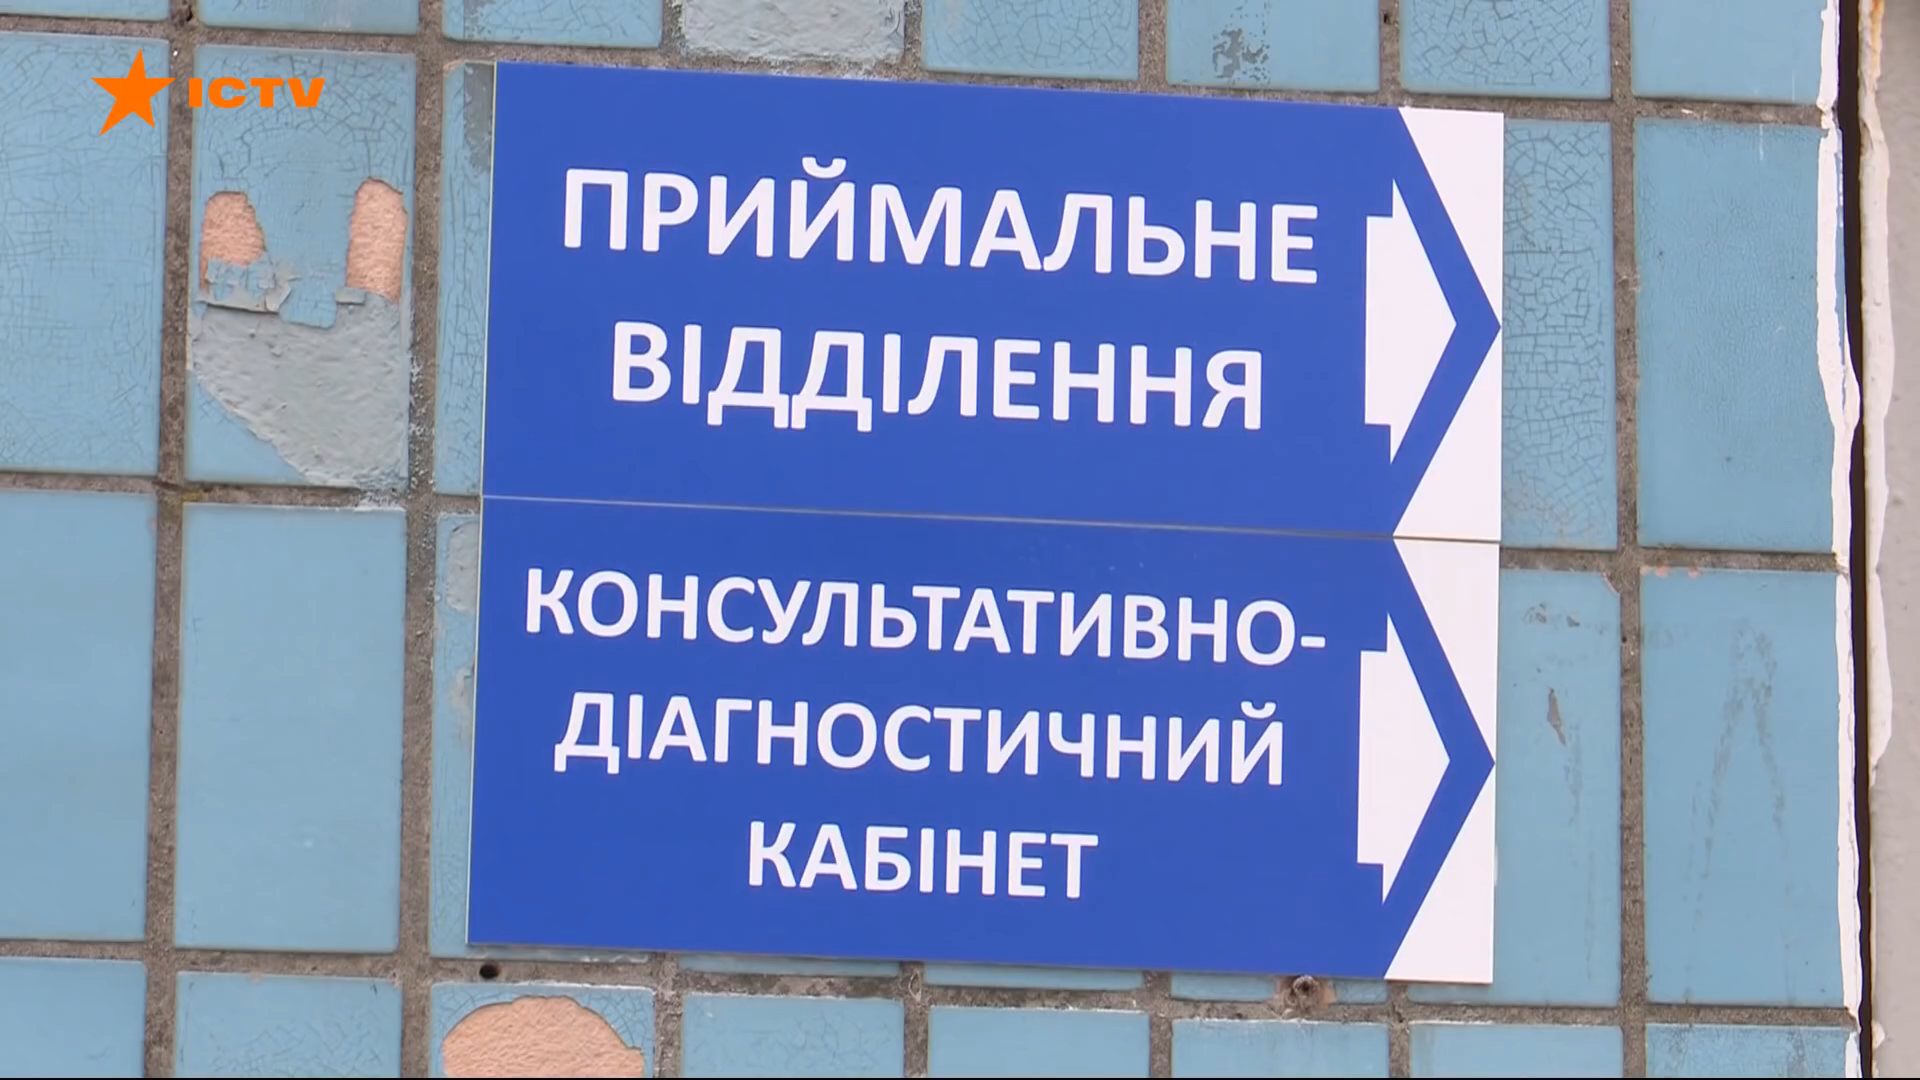 ICTV
ПРИЙМАЛЬНЕ
ВІДДІЛЕННЯ
КОНСУЛЬТАТИВНО-
ДІАГНОСТИЧНИЙ
КАБІНЕТ